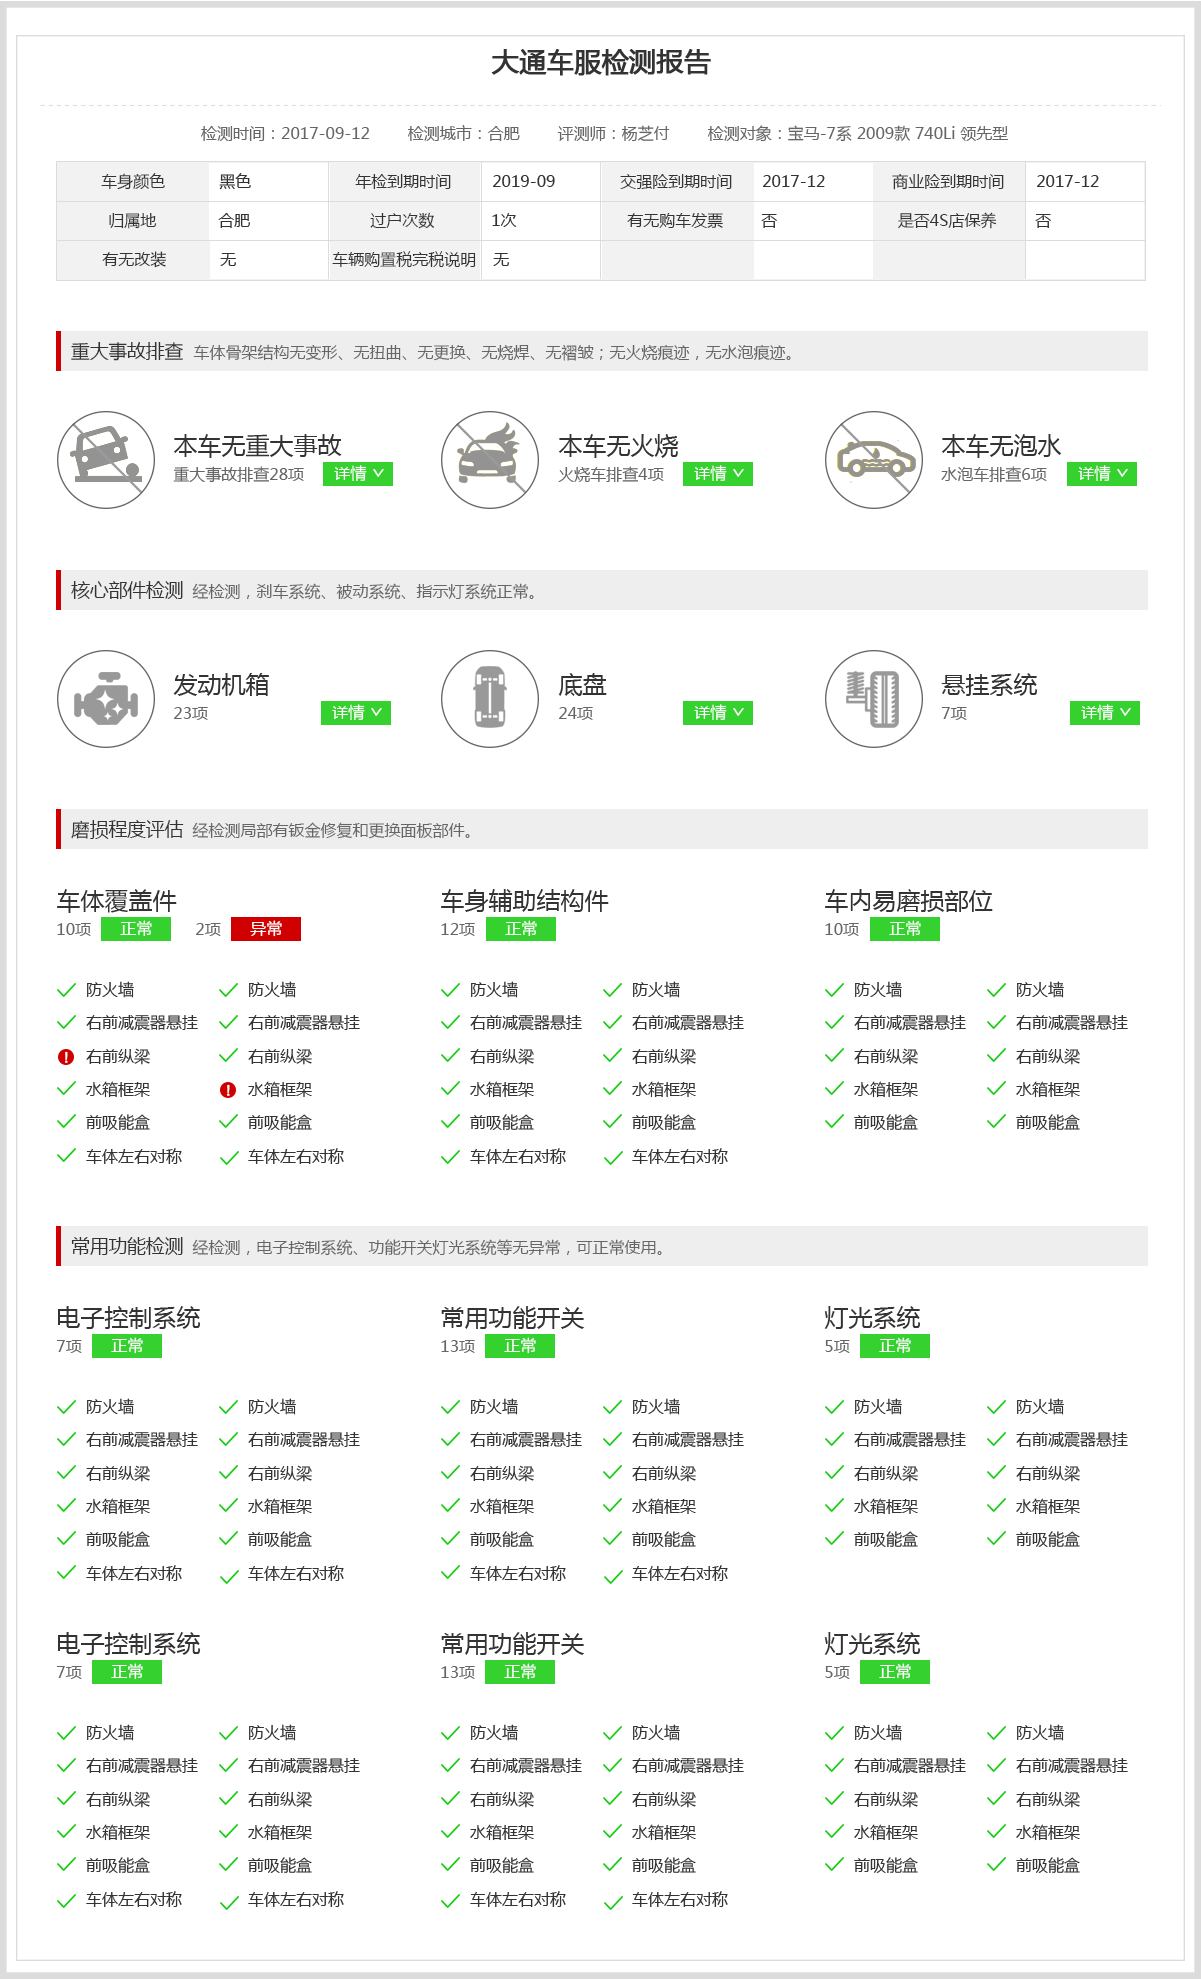 大通车服检测报告
检测时间：2017-09-12 检测城市：合肥 评测师：杨芝付 检测对象：宝马-7系 2009款 740Li 领先型
车身颜色 黑色 年检到期时间 2019-09 交强险到期时间 2017-12 商业险到期时间 2017-12
归属地 合肥 过户次数 1次 有无购车发票 否 是否4S店保养 否
有无改装 无 车辆购置税完税说明 无
重大事故排查 车体骨架结构无变形、无扭曲、无更换、无烧焊、无褶皱；无火烧痕迹，无水泡痕迹。
本车无重大事故 本车无火烧 本车无泡水
重大事故排查28项 详情 火烧车排查4项 详情 水泡车排查6项 详情
核心部件检测 经检测，刹车系统、被动系统、指示灯系统正常。
发动机箱 底盘 悬挂系统
23项 详情 24项 详情 7项 详情
磨损程度评估 经检测局部有钣金修复和更换面板部件。
车体覆盖件 车身辅助结构件 车内易磨损部位
10项 正常 2项 异常 12项 正常 10项 正常
防火墙 防火墙 防火墙 防火墙 防火墙 防火墙
右前减震器悬挂 右前减震器悬挂 右前减震器悬挂 右前减震器悬挂 右前减震器悬挂 右前减震器悬挂
右前纵梁 右前纵梁 右前纵梁 右前纵梁 右前纵梁 右前纵梁
水箱框架 水箱框架 水箱框架 水箱框架 水箱框架 水箱框架
前吸能盒 前吸能盒 前吸能盒 前吸能盒 前吸能盒 前吸能盒
车体左右对称 车体左右对称 车体左右对称 车体左右对称
常用功能检测 经检测，电子控制系统、功能开关灯光系统等无异常，可正常使用。
电子控制系统 常用功能开关 灯光系统
7项 正常 13项 正常 5项 正常
防火墙 防火墙 防火墙 防火墙 防火墙 防火墙
右前减震器悬挂 右前减震器悬挂 右前减震器悬挂 右前减震器悬挂 右前减震器悬挂 右前减震器悬挂
右前纵梁 右前纵梁 右前纵梁 右前纵梁 右前纵梁 右前纵梁
水箱框架 水箱框架 水箱框架 水箱框架 水箱框架 水箱框架
前吸能盒 前吸能盒 前吸能盒 前吸能盒 前吸能盒 前吸能盒
车体左右对称 车体左右对称 车体左右对称 车体左右对称
电子控制系统 常用功能开关 灯光系统
7项 正常 13项 正常 5项 正常
防火墙 防火墙 防火墙 防火墙 防火墙 防火墙
右前减震器悬挂 右前减震器悬挂 右前减震器悬挂 右前减震器悬挂 右前减震器悬挂 右前减震器悬挂
右前纵梁 右前纵梁 右前纵梁 右前纵梁 右前纵梁 右前纵梁
水箱框架 水箱框架 水箱框架 水箱框架 水箱框架 水箱框架
前吸能盒 前吸能盒 前吸能盒 前吸能盒 前吸能盒 前吸能盒
车体左右对称 车体左右对称 车体左右对称 车体左右对称